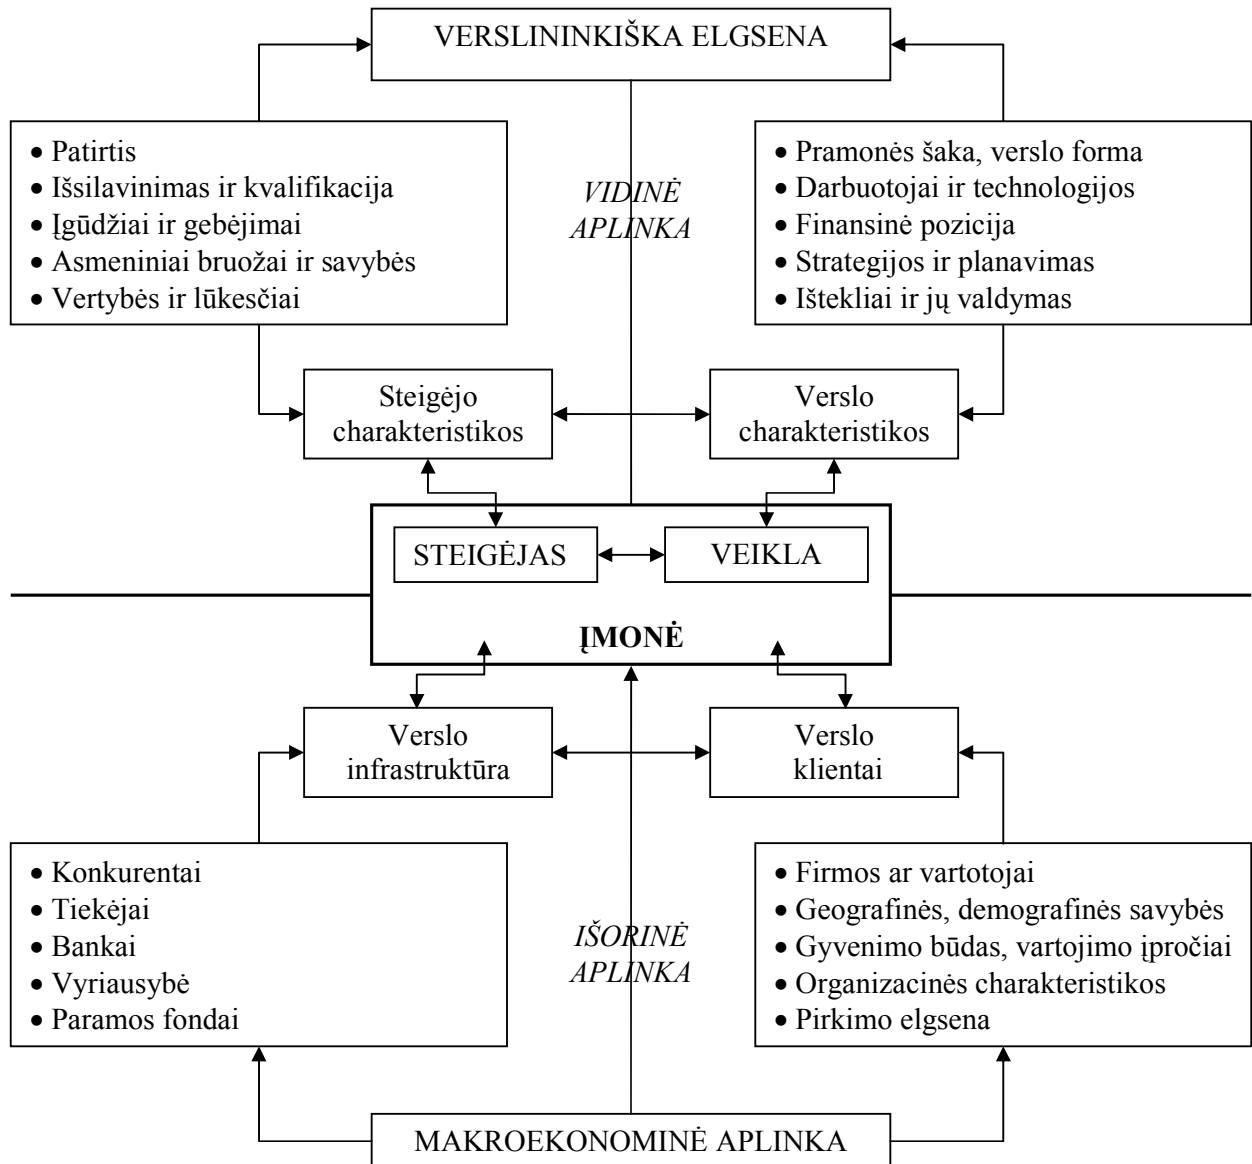 VERSLININKIŠKA ELGSENA
• Patirtis
• Išsilavinimas ir kvalifikacija
• Įgūdžiai ir gebėjimai
• Asmeniniai bruožai ir savybės
• Vertybės ir lūkesčiai
VIDINĖ
APLINKA
• Pramonės šaka, verslo forma
• Darbuotojai ir technologijos
• Finansinė pozicija
• Strategijos ir planavimas
• Ištekliai ir jų valdymas
Steigėjo
charakteristikos
Verslo
charakteristikos
STEIGĖJAS
VEIKLA
ĮMONĖ
Verslo
infrastruktūra
Verslo
klientai
• Konkurentai
• Tiekėjai
• Bankai
• Vyriausybė
• Paramos fondai
IŠORINĖ
APLINKA
• Firmos ar vartotojai
• Geografinės, demografinės savybės
• Gyvenimo būdas, vartojimo įpročiai
• Organizacinės charakteristikos
• Pirkimo elgsena
MAKROEKONOMINĖ APLINKA